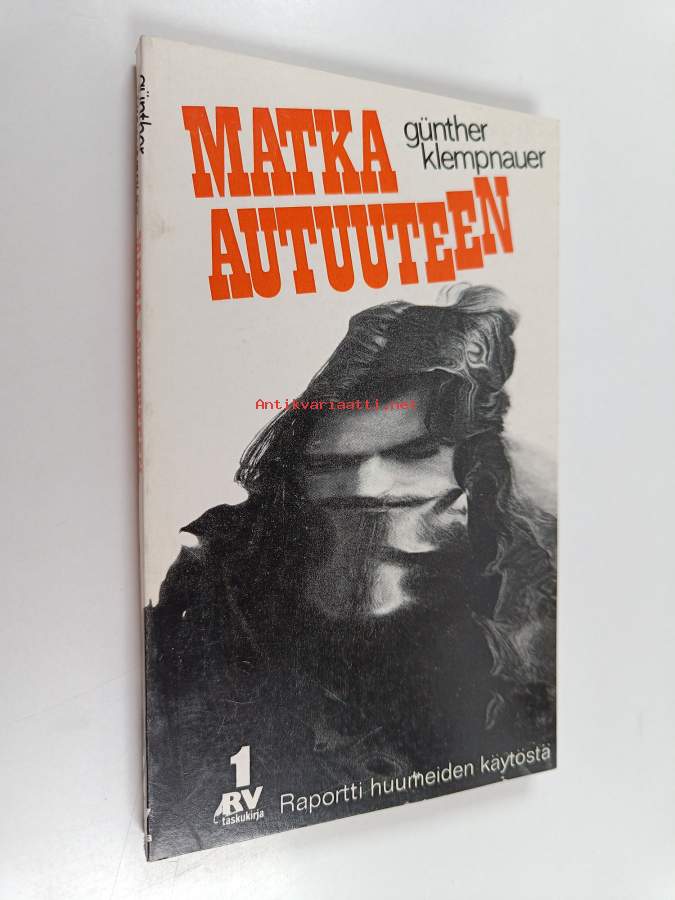 MATKA
AUTUUTEEN
günther
klempnauer
Antikvariaatti.net
1
RV
taskukirja
Raportti huumeiden käytöstä
günther